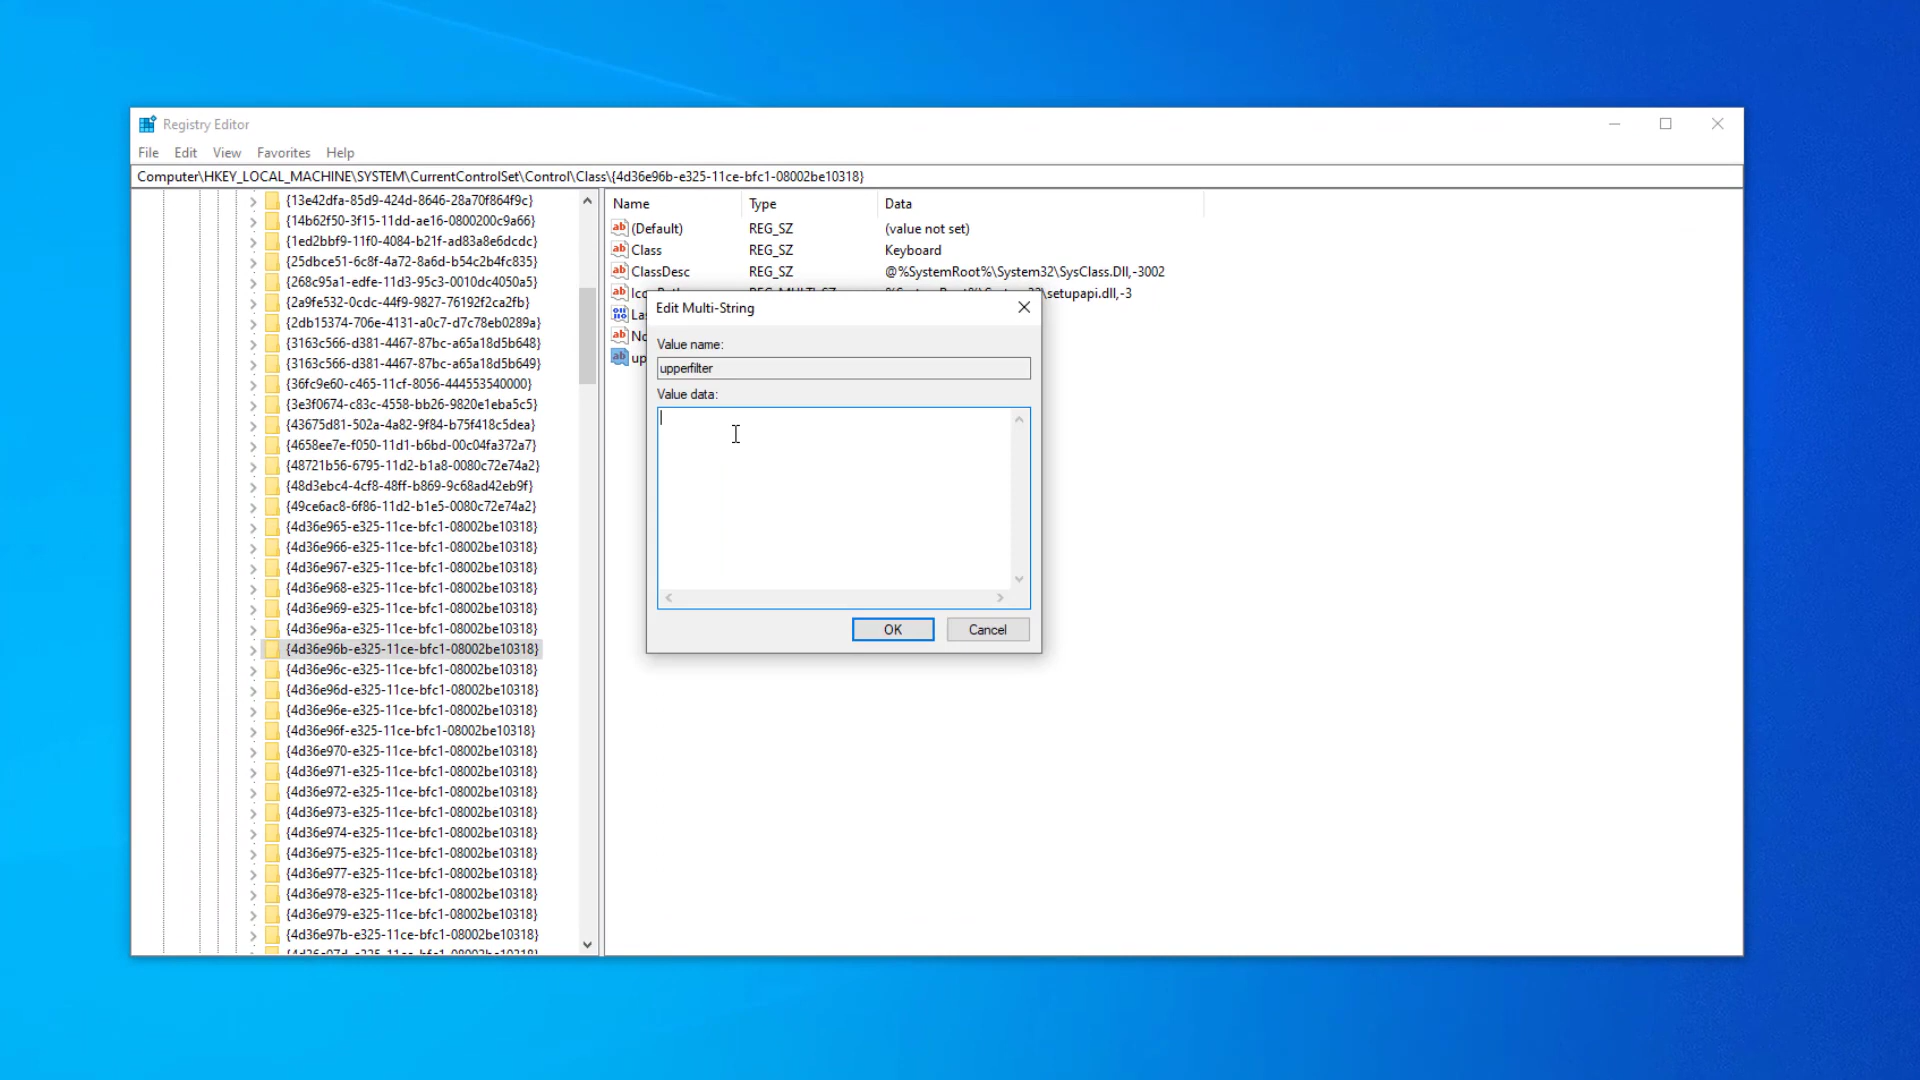 Registry Editor
File Edit View Favorites Help
Computer\HKEY_LOCAL_MACHINE\SYSTEM\CurrentControlSet\Control\Class\{4d36e96b-e325-11ce-bfc1-08002be10318}
{13e42dfa-85d9-424d-8646-28a70f864f9c}
{14b62f50-3f15-11dd-ae16-0800200c9a66}
{1ed2bbf9-11f0-4084-b21f-ad83a8e6dcdc}
{25dbce51-6c8f-4a72-8a6d-b54c2b4fc835}
{268c95a1-edfe-11d3-95c3-0010dc4050a5}
{2a9fe532-0cdc-44f9-9827-76192f2ca2fb}
{2db15374-706e-4131-a0c7-d7c78eb0289a}
{3163c566-d381-4467-87bc-a65a18d5b648}
{3163c566-d381-4467-87bc-a65a18d5b649}
{36fc9e60-c465-11cf-8056-444553540000}
{3e3f0674-c83c-4558-bb26-9820e1eba5c5}
{43675d81-502a-4a82-9f84-b75f418c5dea}
{4658ee7e-f050-11d1-b6bd-00c04fa372a7}
{48721b56-6795-11d2-b1a8-0080c72e74a2}
{48d3ebc4-4cf8-48ff-b869-9c68ad42eb9f}
{49ce6ac8-6f86-11d2-b1e5-0080c72e74a2}
{4d36e965-e325-11ce-bfc1-08002be10318}
{4d36e966-e325-11ce-bfc1-08002be10318}
{4d36e967-e325-11ce-bfc1-08002be10318}
{4d36e968-e325-11ce-bfc1-08002be10318}
{4d36e969-e325-11ce-bfc1-08002be10318}
{4d36e96a-e325-11ce-bfc1-08002be10318}
{4d36e96b-e325-11ce-bfc1-08002be10318}
{4d36e96c-e325-11ce-bfc1-08002be10318}
{4d36e96d-e325-11ce-bfc1-08002be10318}
{4d36e96e-e325-11ce-bfc1-08002be10318}
{4d36e96f-e325-11ce-bfc1-08002be10318}
{4d36e970-e325-11ce-bfc1-08002be10318}
{4d36e971-e325-11ce-bfc1-08002be10318}
{4d36e972-e325-11ce-bfc1-08002be10318}
{4d36e973-e325-11ce-bfc1-08002be10318}
{4d36e974-e325-11ce-bfc1-08002be10318}
{4d36e975-e325-11ce-bfc1-08002be10318}
{4d36e977-e325-11ce-bfc1-08002be10318}
{4d36e978-e325-11ce-bfc1-08002be10318}
{4d36e979-e325-11ce-bfc1-08002be10318}
{4d36e97b-e325-11ce-bfc1-08002be10318}
Name Type Data
(Default) REG_SZ (value not set)
Class REG_SZ Keyboard
ClassDesc REG_SZ @%SystemRoot%\System32\SysClass.Dll,-3002
\setupapi.dll,-3
Edit Multi-String
Value name:
upperfilter
Value data:
OK Cancel